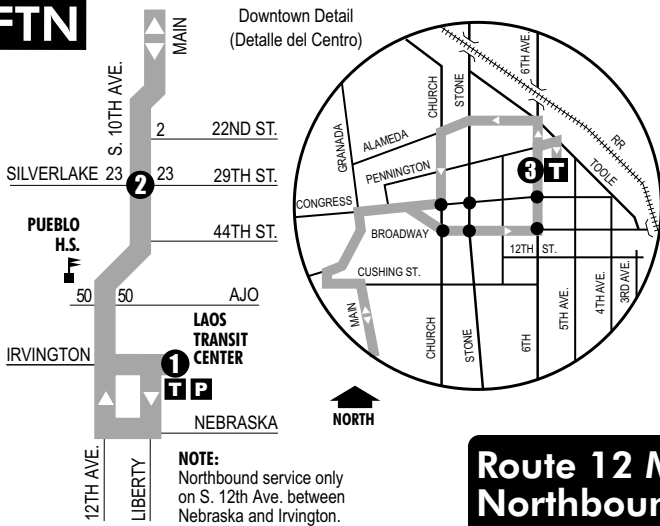 FTN
MAIN
S. 10TH AVE.
2
22ND ST.
SILVERLAKE
23
2
23
29TH ST.
PUEBLO
H.S.
44TH ST.
50
50
AJO
LAOS
TRANSIT
CENTER
IRVINGTON
1
T
P
NEBRASKA
12TH AVE.
LIBERTY
NOTE:
Northbound service only
on S. 12th Ave. between
Nebraska and Irvington.
Downtown Detail
(Detalle del Centro)
CHURCH
STONE
6TH AVE.
GRANADA
ALAMEDA
RR
PENNINGTON
3
T
TOOLE
CONGRESS
BROADWAY
12TH ST.
CUSHING ST.
MAIN
CHURCH
STONE
6TH
5TH AVE.
4TH AVE.
3RD AVE.
NORTH
Route 12 M
Northboun